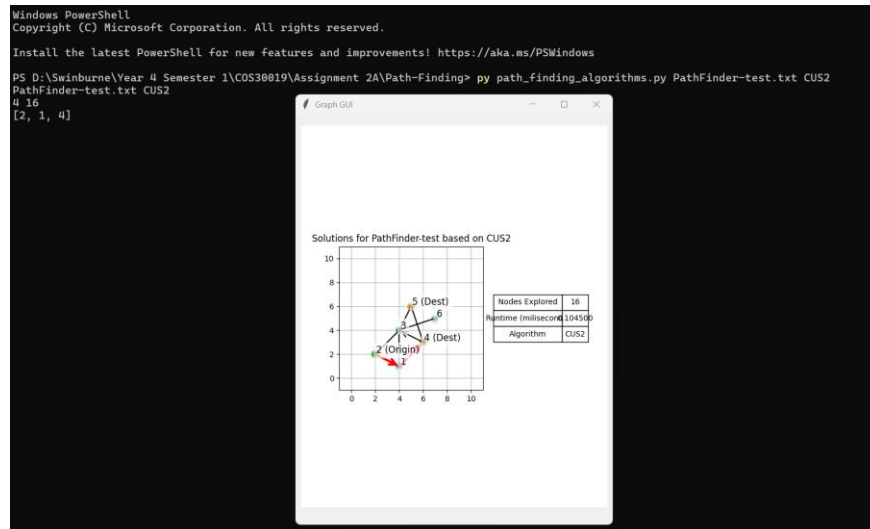 Windows PowerShell
Copyright (C) Microsoft Corporation. All rights reserved.
Install the latest PowerShell for new features and improvements! https://aka.ms/PSWindows
PS D:\Swinburne\Year 4 Semester 1\COS30019\Assignment 2A\Path-Finding> py path_finding_algorithms.py PathFinder-test.txt CUS2
PathFinder-test.txt CUS2
4 16
[2, 1, 4]
Graph GUI
Solutions for PathFinder-test based on CUS2
10
8
6
4
2
0
0 2 4 6 8 10
5 (Dest)
6
3
4 (Dest)
2 (Origin)
1
Nodes Explored 16
Runtime (milisecond 0.104500
Algorithm CUS2